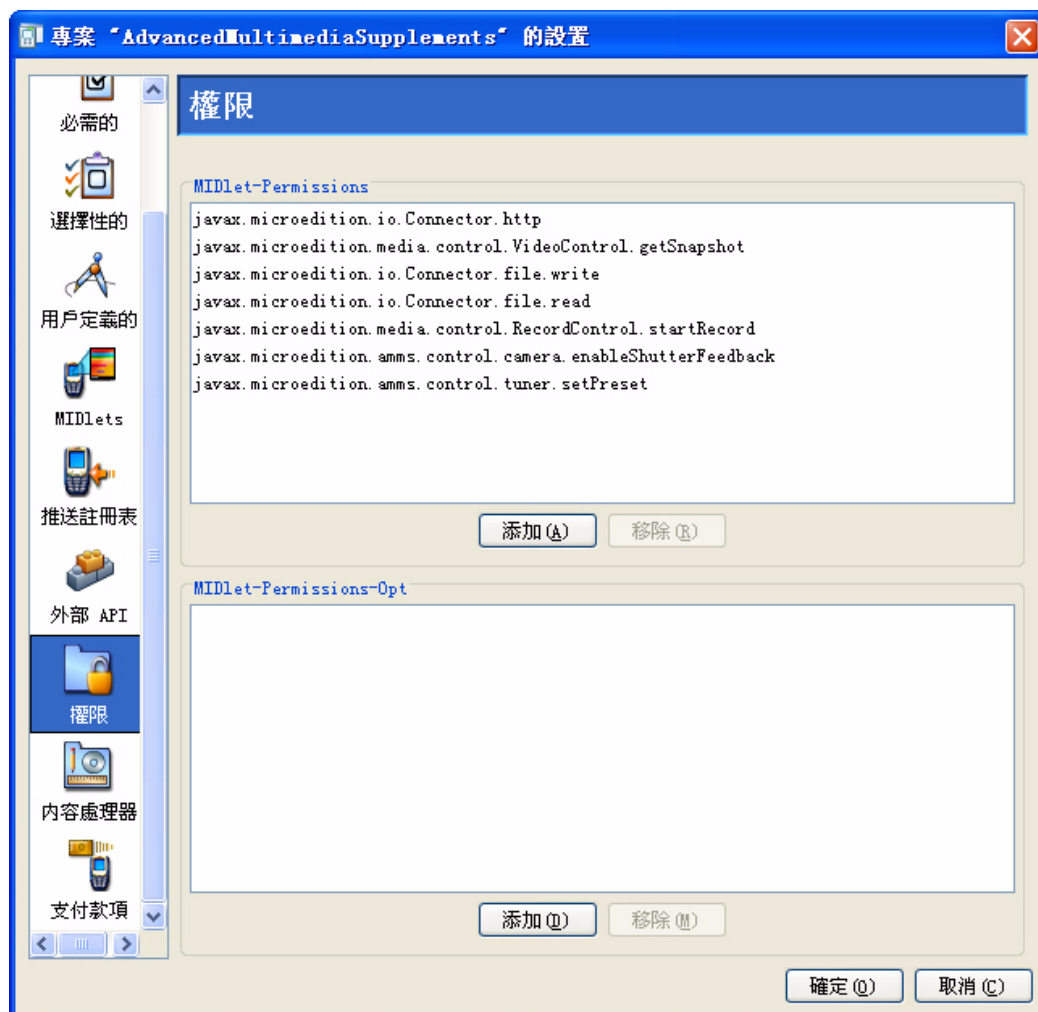 專案 "AdvancedMultimediaSupplements" 的設置
必需的
選擇性的
用戶定義的
MIDlets
推送註冊表
外部 API
權限
內容處理器
支付款項
權限
MIDlet-Permissions
javax.microedition.io.Connector.http
javax.microedition.media.control.VideoControl.getSnapshot
javax.microedition.io.Connector.file.write
javax.microedition.io.Connector.file.read
javax.microedition.media.control.RecordControl.startRecord
javax.microedition.amms.control.camera.enableShutterFeedback
javax.microedition.amms.control.tuner.setPreset
添加(A) 移除(R)
MIDlet-Permissions-Opt
添加(D) 移除(M)
確定(O) 取消(C)